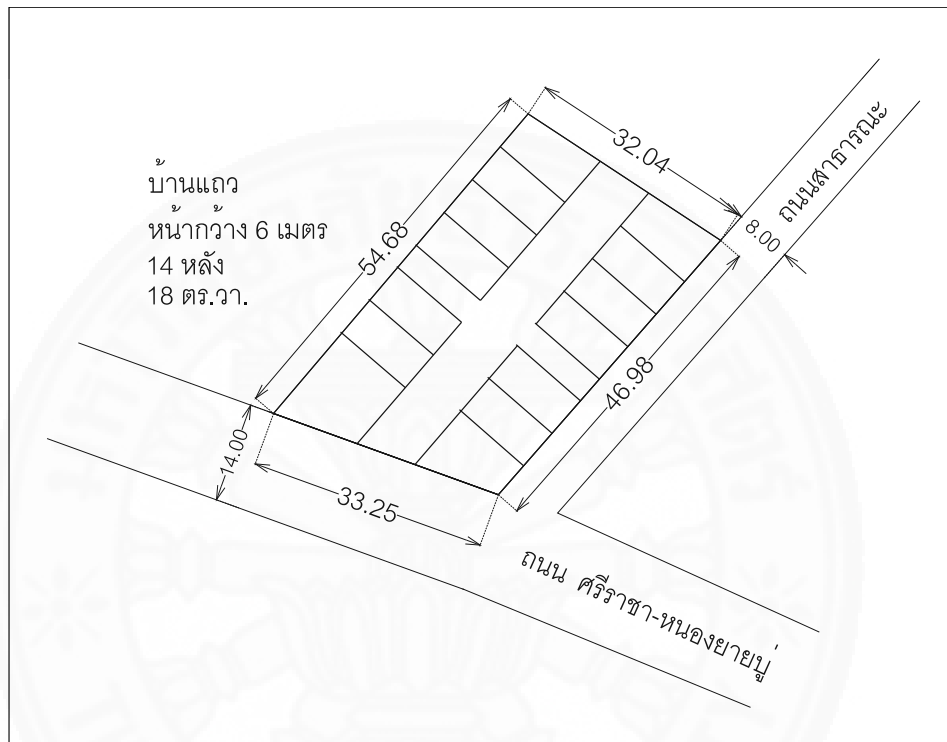 บ้านแถว
หน้ากว้าง 6 เมตร
14 หลัง
18 ตร.วา.
32.04
ถนนสาธารณะ
8.00
54.68
46.98
14.00
33.25
ถนน ศรีราชา-หนองยายบู่